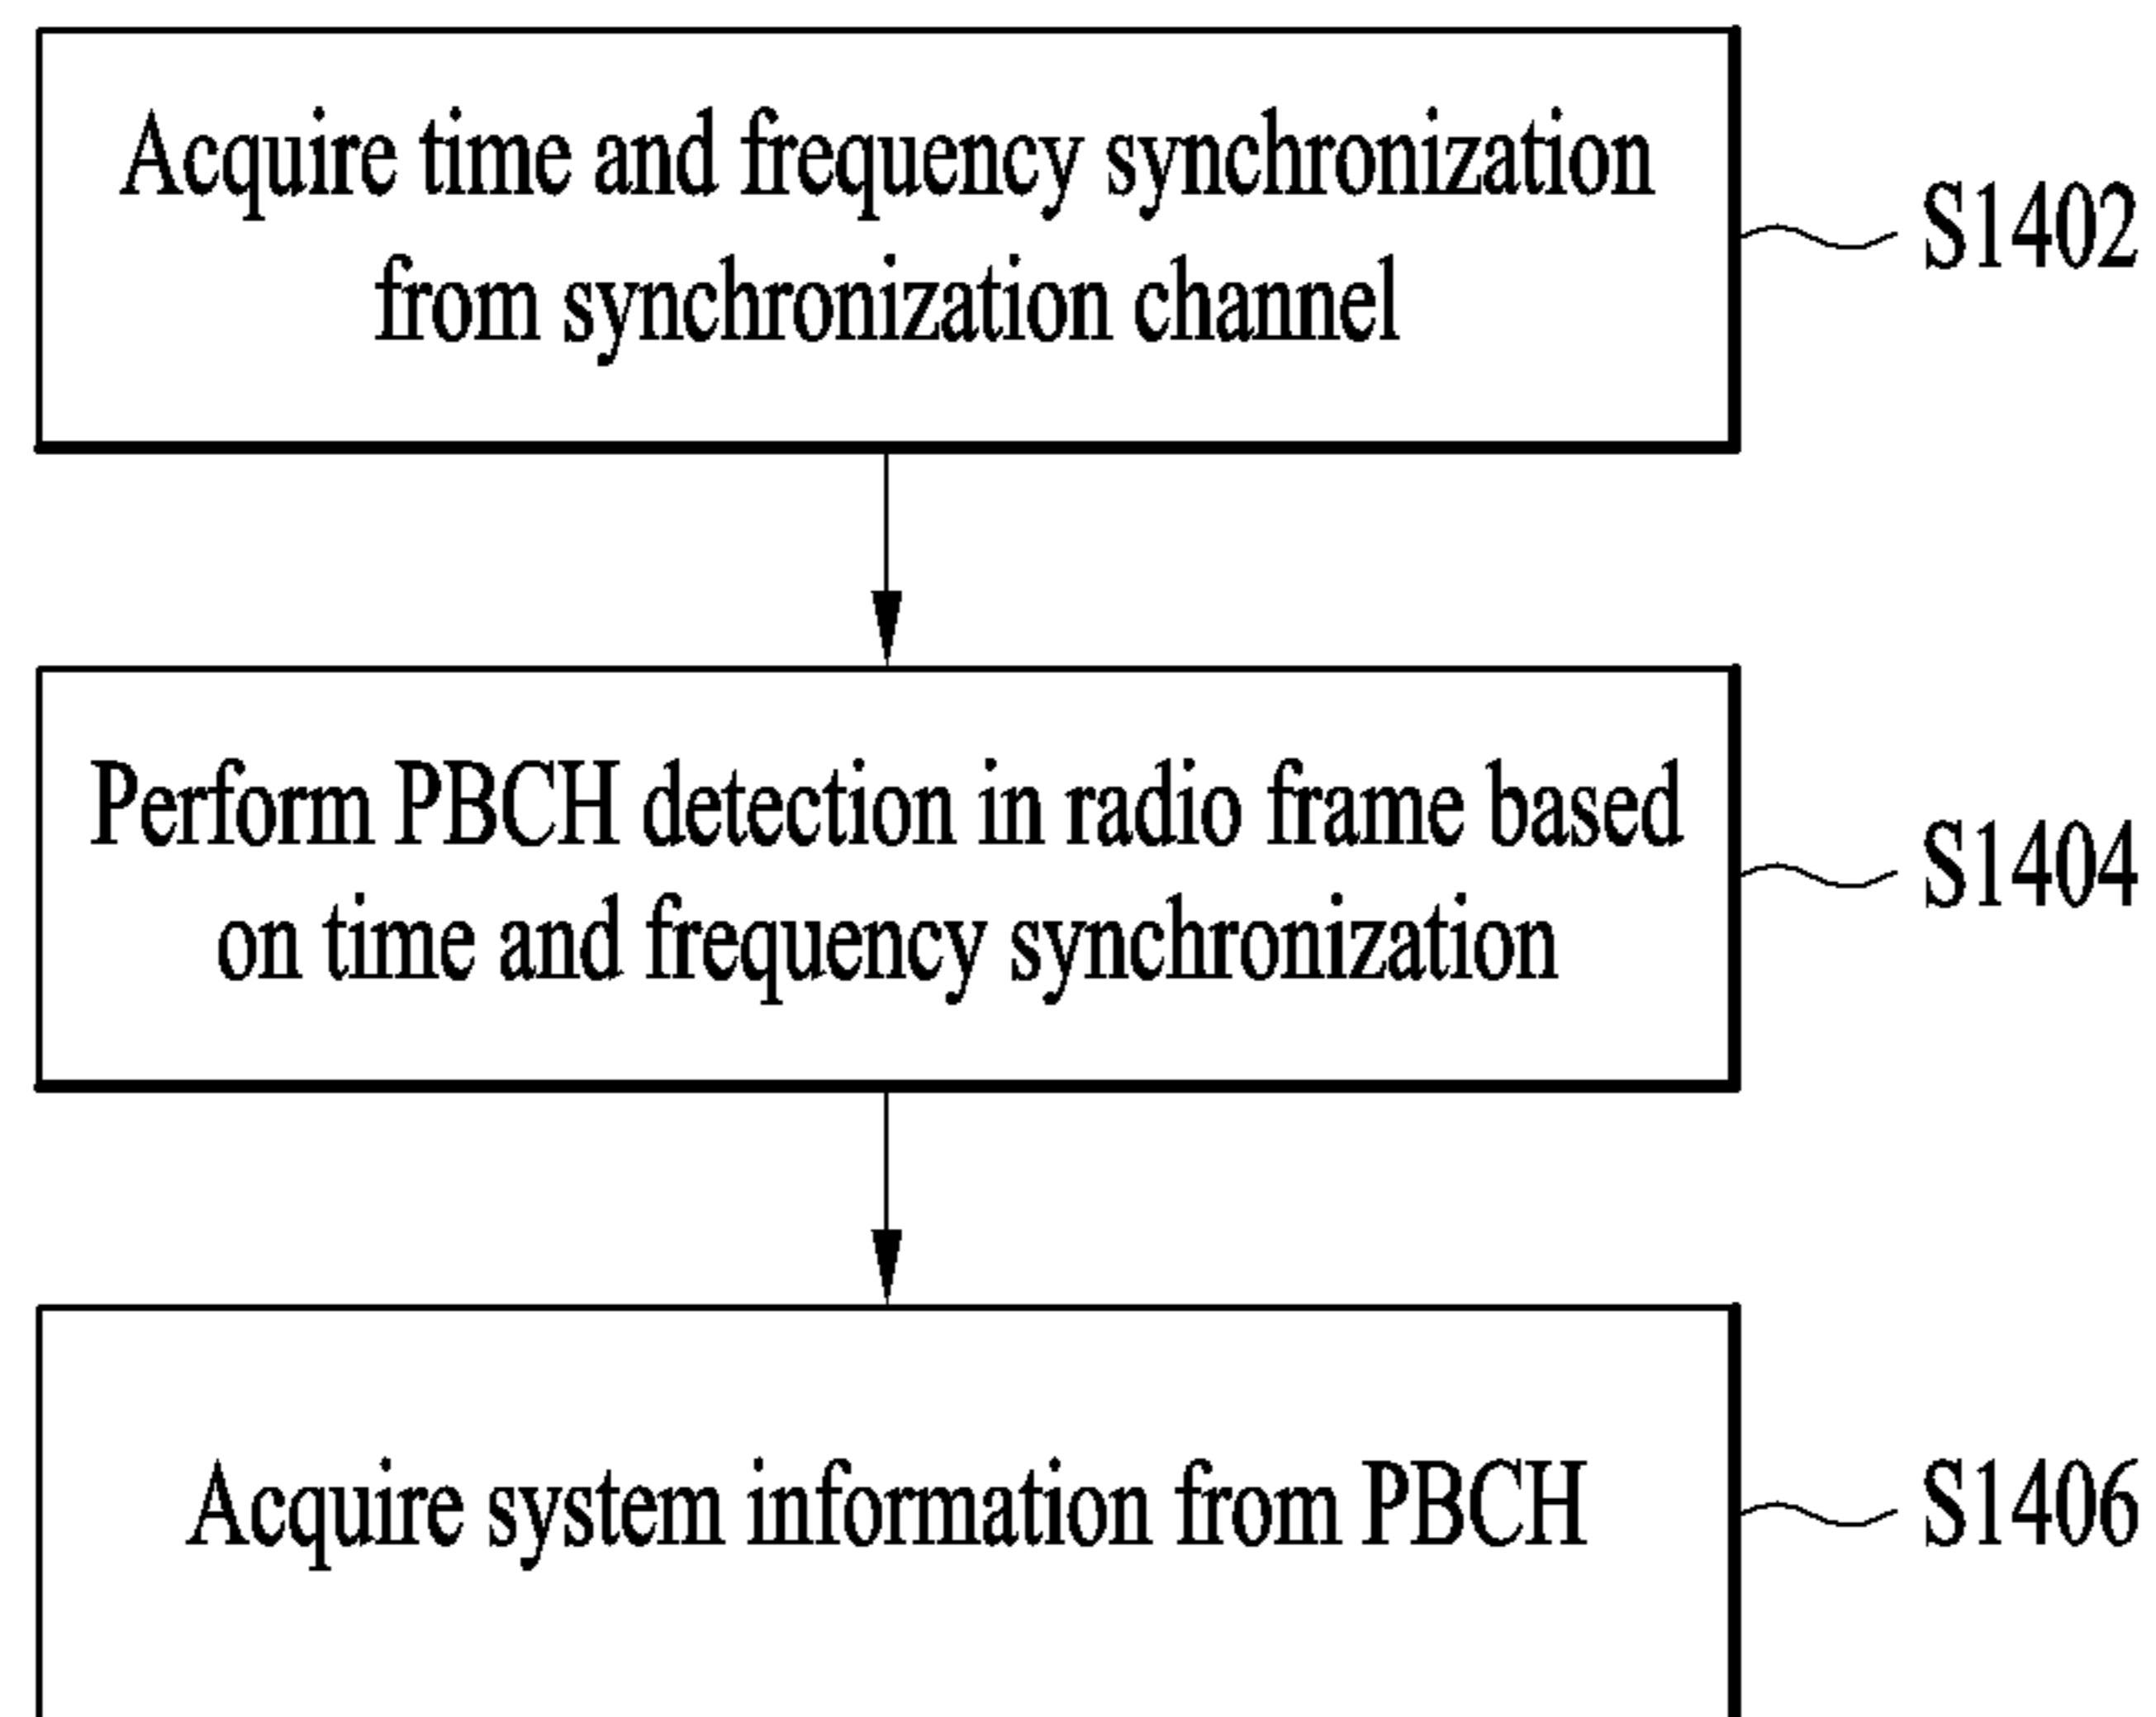 Acquire time and frequency synchronization
from synchronization channel
S1402
Perform PBCH detection in radio frame based
on time and frequency synchronization
S1404
Acquire system information from PBCH
S1406